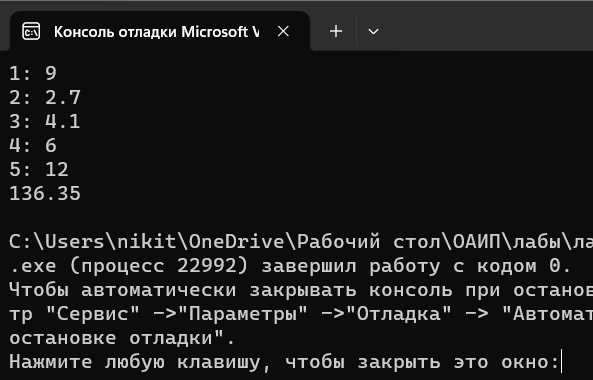 Консоль отладки Microsoft V
1: 9
2: 2.7
3: 4.1
4: 6
5: 12
136.35
C:\Users\nikit\OneDrive\Рабочий стол\ОАИП\лабы\ла
.exe (процесс 22992) завершил работу с кодом 0.
Чтобы автоматически закрывать консоль при останов
тр "Сервис" ->"Параметры" ->"Отладка" -> "Автомат
остановке отладки".
Нажмите любую клавишу, чтобы закрыть это окно: